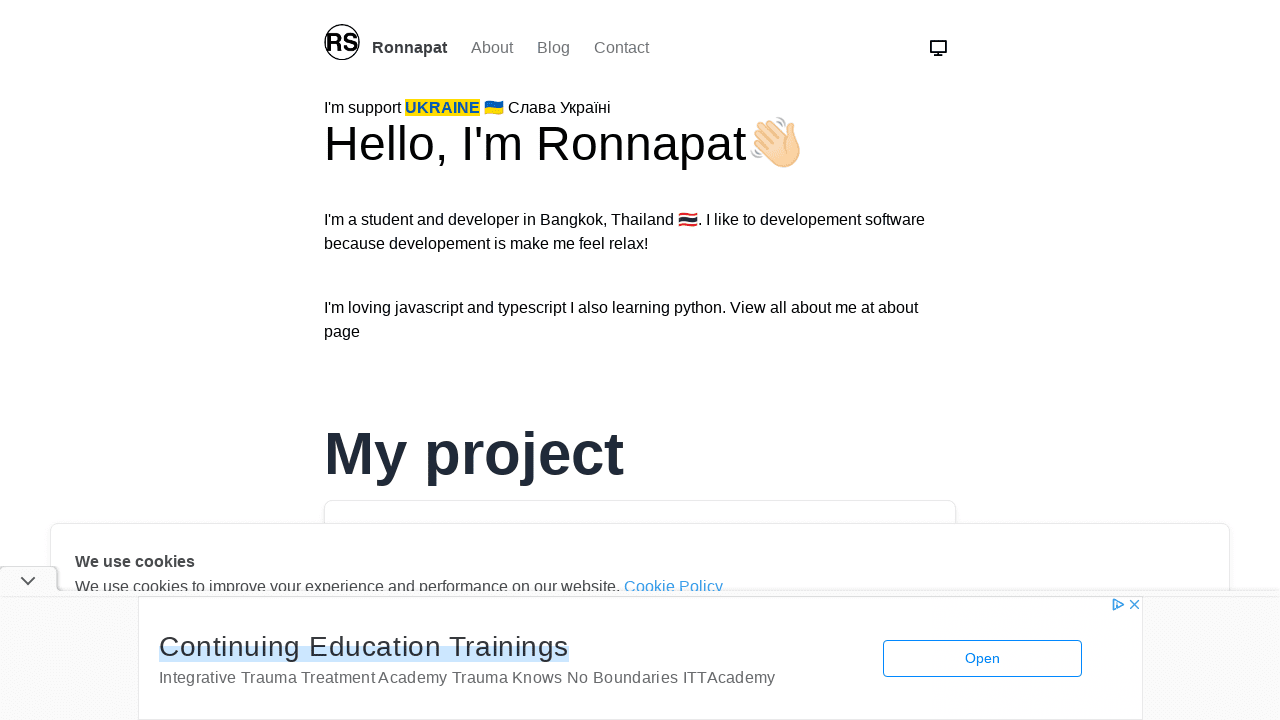 RS Ronnapat About Blog Contact
I'm support UKRAINE 🇺🇦 Слава Україні
Hello, I'm Ronnapat👋🏻
I'm a student and developer in Bangkok, Thailand 🇹🇭. I like to developement software
because developement is make me feel relax!
I'm loving javascript and typescript I also learning python. View all about me at about
page
My project
We use cookies
We use cookies to improve your experience and performance on our website. Cookie Policy
Continuing Education Trainings
Integrative Trauma Treatment Academy Trauma Knows No Boundaries ITTAcademy
Open